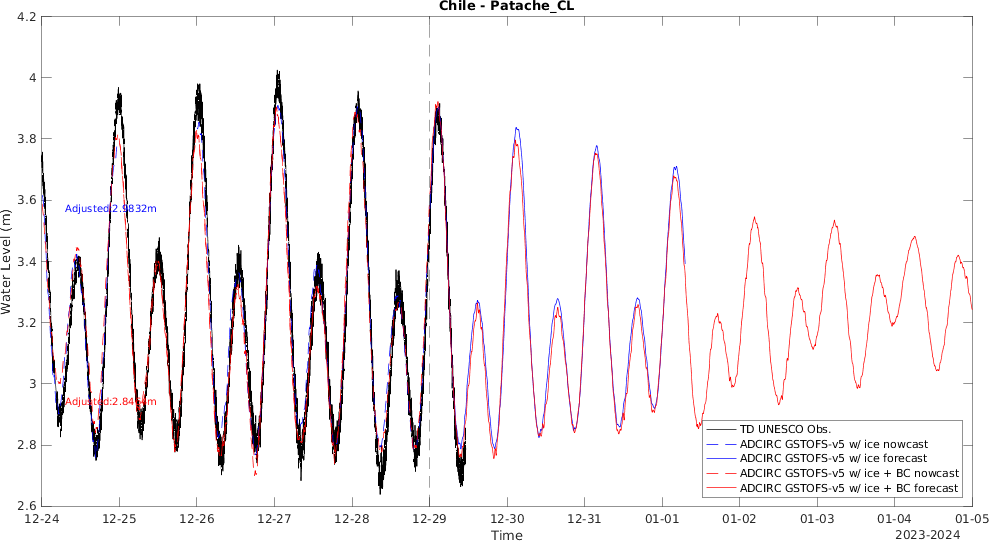 Chile - Patache_CL
4.2
4
3.8
3.6
3.4
3.2
3
2.8
2.6
Water Level (m)
Adjusted:2.9832m
TD UNESCO Obs.
ADCIRC GSTOFS-v5 w/ ice nowcast
ADCIRC GSTOFS-v5 w/ ice forecast
ADCIRC GSTOFS-v5 w/ ice + BC nowcast
ADCIRC GSTOFS-v5 w/ ice + BC forecast
12-24 12-25 12-26 12-27 12-28 12-29 12-30 12-31 01-01 01-02 01-03 01-04 01-05
Time
2023-2024